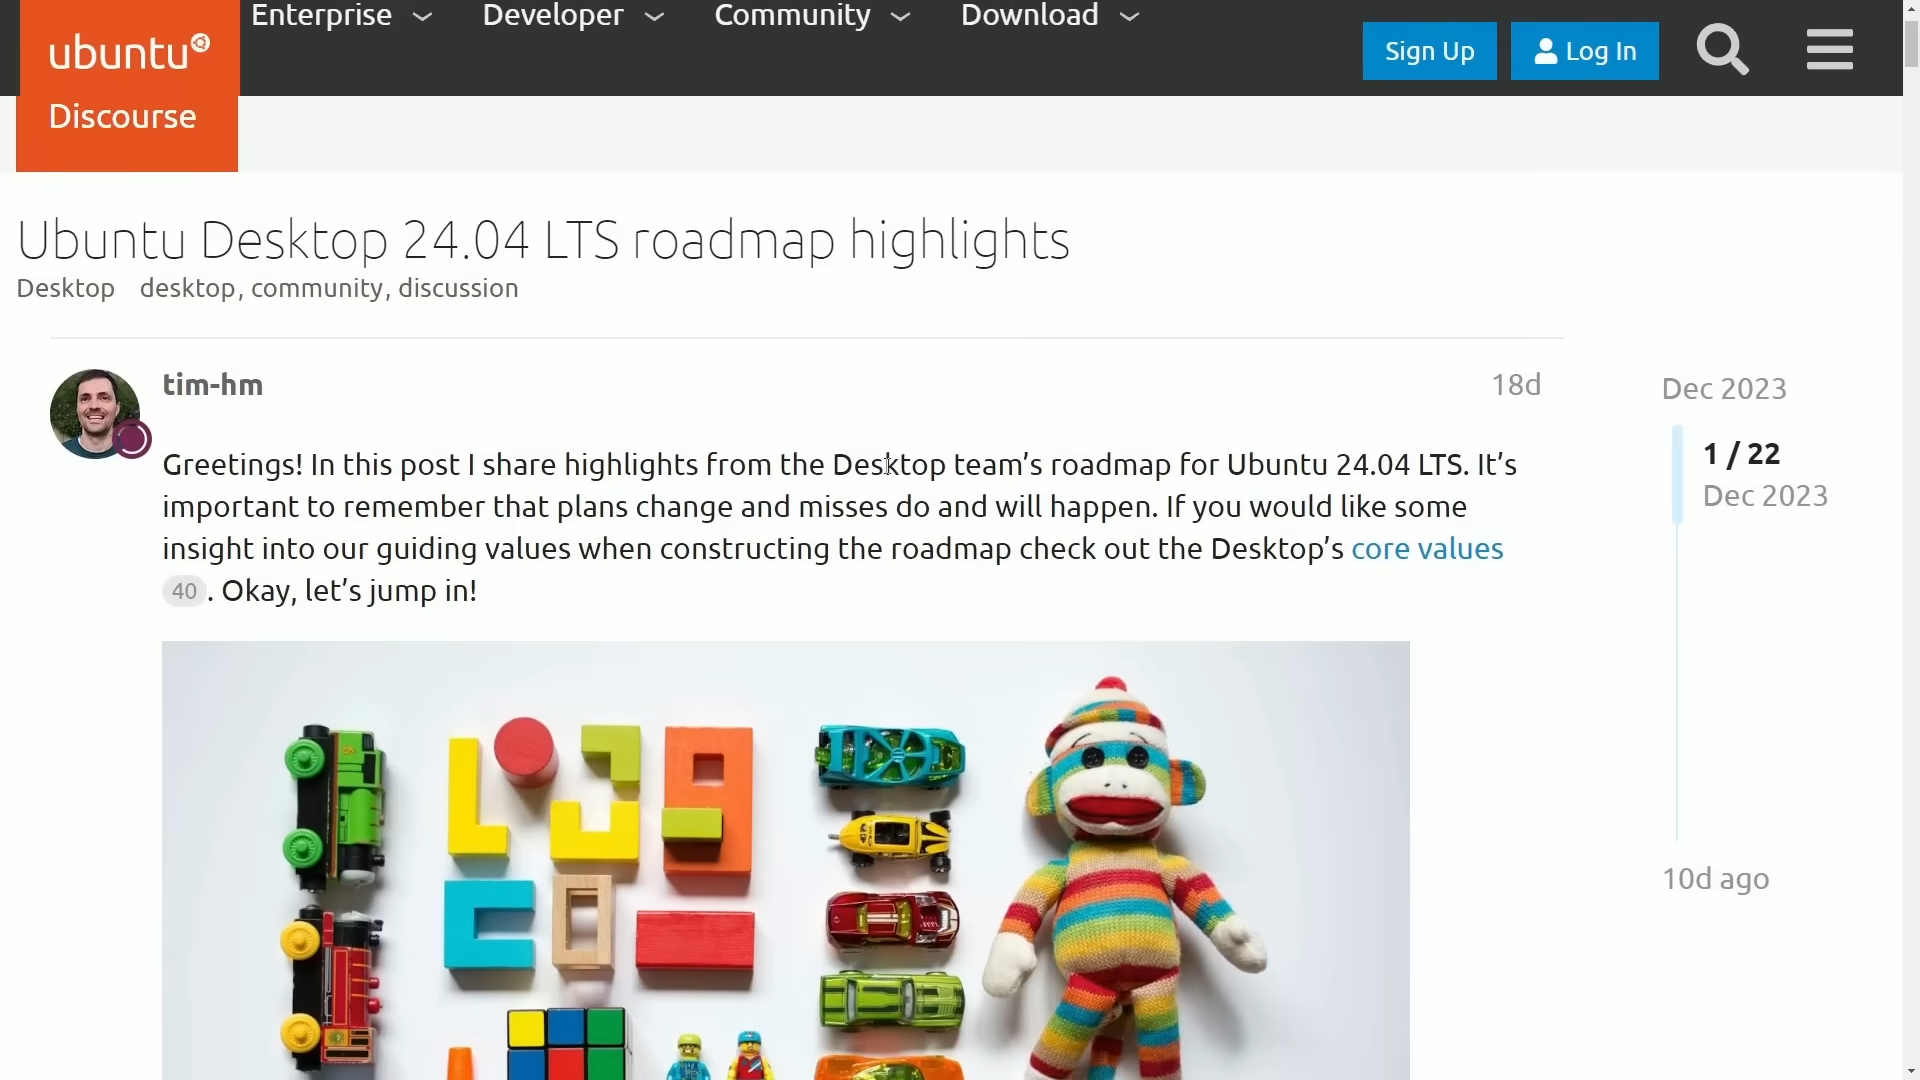 Enterprise
Developer
Community
Download
ubuntu
Discourse
Sign Up
Log In
Ubuntu Desktop 24.04 LTS roadmap highlights
Desktop desktop, community, discussion
tim-hm
18d
Greetings! In this post I share highlights from the Desktop team’s roadmap for Ubuntu 24.04 LTS. It’s
important to remember that plans change and misses do and will happen. If you would like some
insight into our guiding values when constructing the roadmap check out the Desktop’s core values
40 . Okay, let’s jump in!
Dec 2023
1 / 22
Dec 2023
10d ago